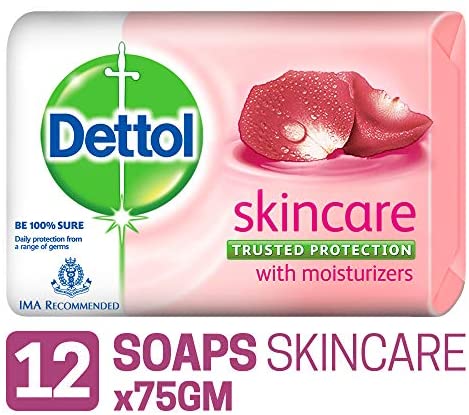 Dettol
BE 100% SURE
Daily protection from
a range of germs
IMA RECOMMENDED
skincare
TRUSTED PROTECTION
with moisturizers
12
SOAPS SKINCARE
x75GM